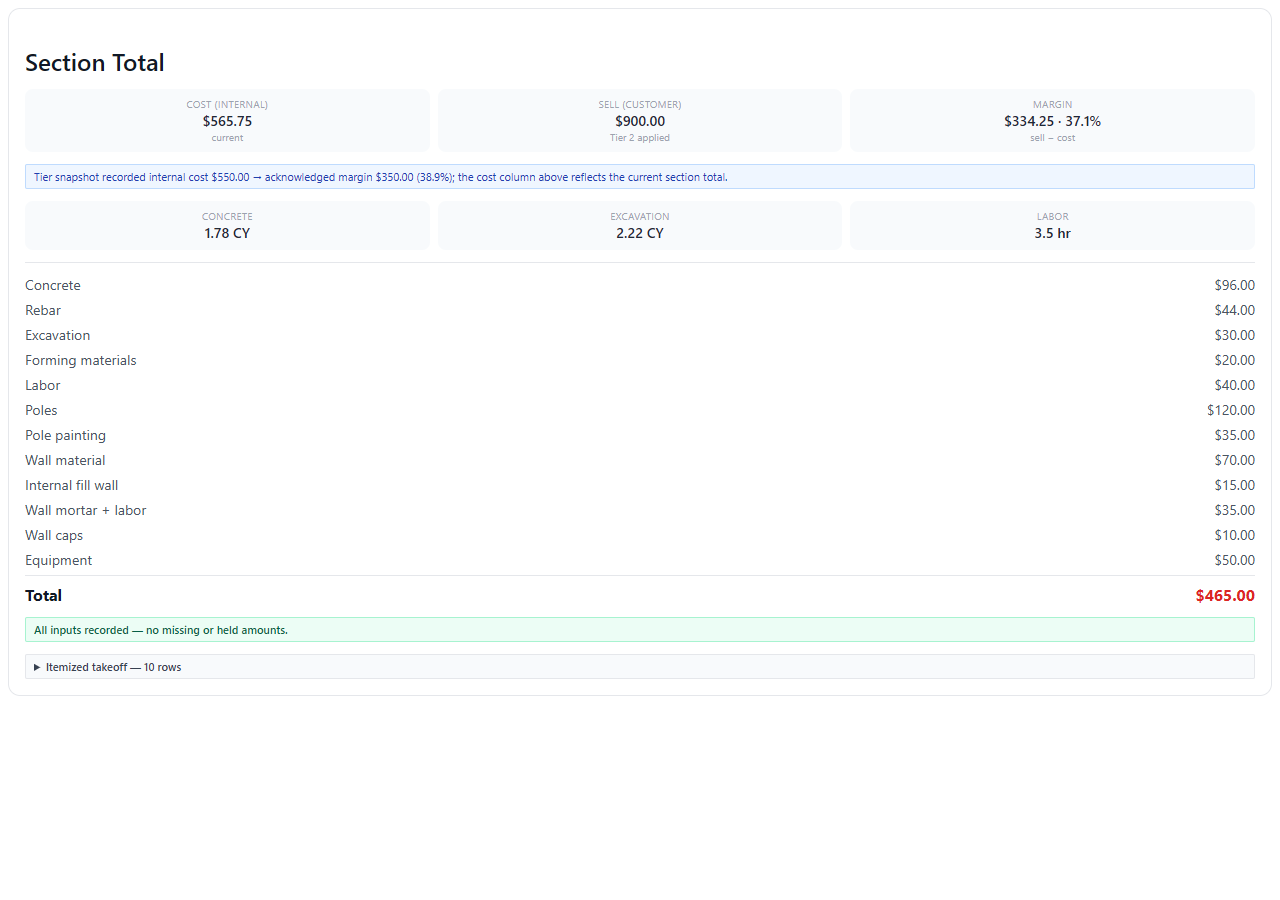 Section Total
COST (INTERNAL)
$565.75
current
SELL (CUSTOMER)
$900.00
Tier 2 applied
MARGIN
$334.25 · 37.1%
sell − cost
Tier snapshot recorded internal cost $550.00 → acknowledged margin $350.00 (38.9%); the cost column above reflects the current section total.
CONCRETE
1.78 CY
EXCAVATION
2.22 CY
LABOR
3.5 hr
Concrete $96.00
Rebar $44.00
Excavation $30.00
Forming materials $20.00
Labor $40.00
Poles $120.00
Pole painting $35.00
Wall material $70.00
Internal fill wall $15.00
Wall mortar + labor $35.00
Wall caps $10.00
Equipment $50.00
Total $465.00
All inputs recorded — no missing or held amounts.
▶ Itemized takeoff — 10 rows